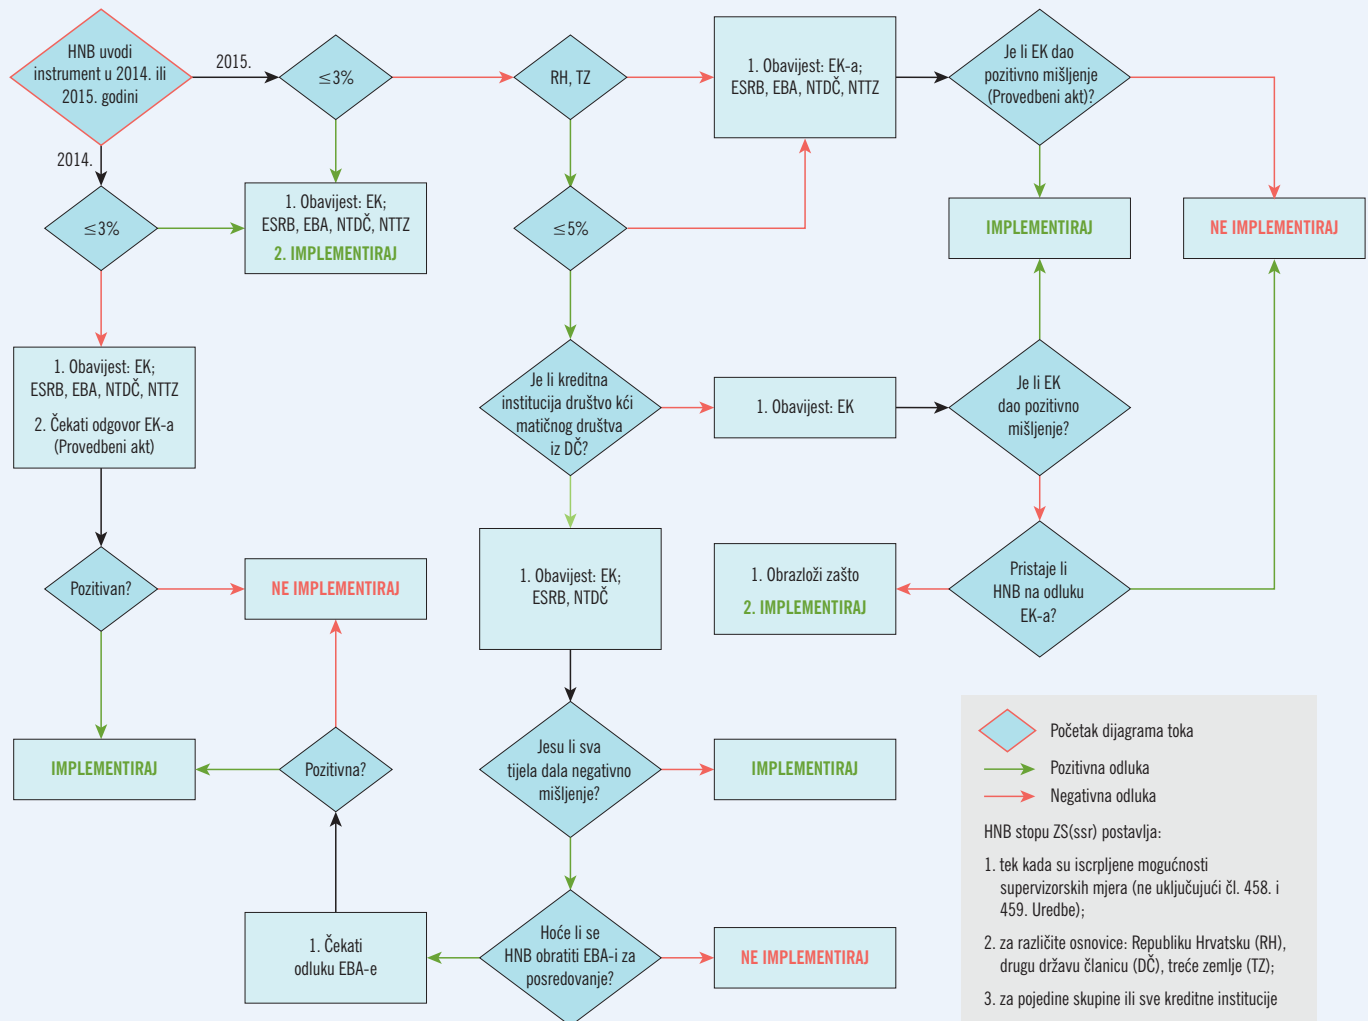 HNB uvodi
instrument u 2014. ili
2015. godini
2015.
≤3%
RH, TZ
1. Obavijest: EK-a;
ESRB, EBA, NTDČ, NTTZ
Je li EK dao
pozitivno mišljenje
(Provedbeni akt)?
2014.
≤3%
1. Obavijest: EK;
ESRB, EBA, NTDČ, NTTZ
2. IMPLEMENTIRAJ
≤5%
IMPLEMENTIRAJ
NE IMPLEMENTIRAJ
1. Obavijest: EK;
ESRB, EBA, NTDČ, NTTZ
2. Čekati odgovor EK-a
(Provedbeni akt)
Je li kreditna
institucija društvo kći
matičnog društva
iz DČ?
1. Obavijest: EK
Je li EK
dao pozitivno
mišljenje?
Pozitivan?
NE IMPLEMENTIRAJ
1. Obavijest: EK;
ESRB, NTDČ
1. Obrazloži zašto
2. IMPLEMENTIRAJ
Pristaje li
HNB na odluku
EK-a?
IMPLEMENTIRAJ
Pozitivna?
Jesu li sva
tijela dala negativno
mišljenje?
IMPLEMENTIRAJ
1. Čekati
odluku EBA-e
Hoće li se
HNB obratiti EBA-i za
posredovanje?
NE IMPLEMENTIRAJ
Početak dijagrama toka
Pozitivna odluka
Negativna odluka
HNB stopu ZS(ssr) postavlja:
1. tek kada su iscrpljene mogućnosti
supervizorskih mjera (ne uključujući čl. 458. i
459. Uredbe);
2. za različite osnovice: Republiku Hrvatsku (RH),
drugu državu članicu (DČ), treće zemlje (TZ);
3. za pojedine skupine ili sve kreditne institucije